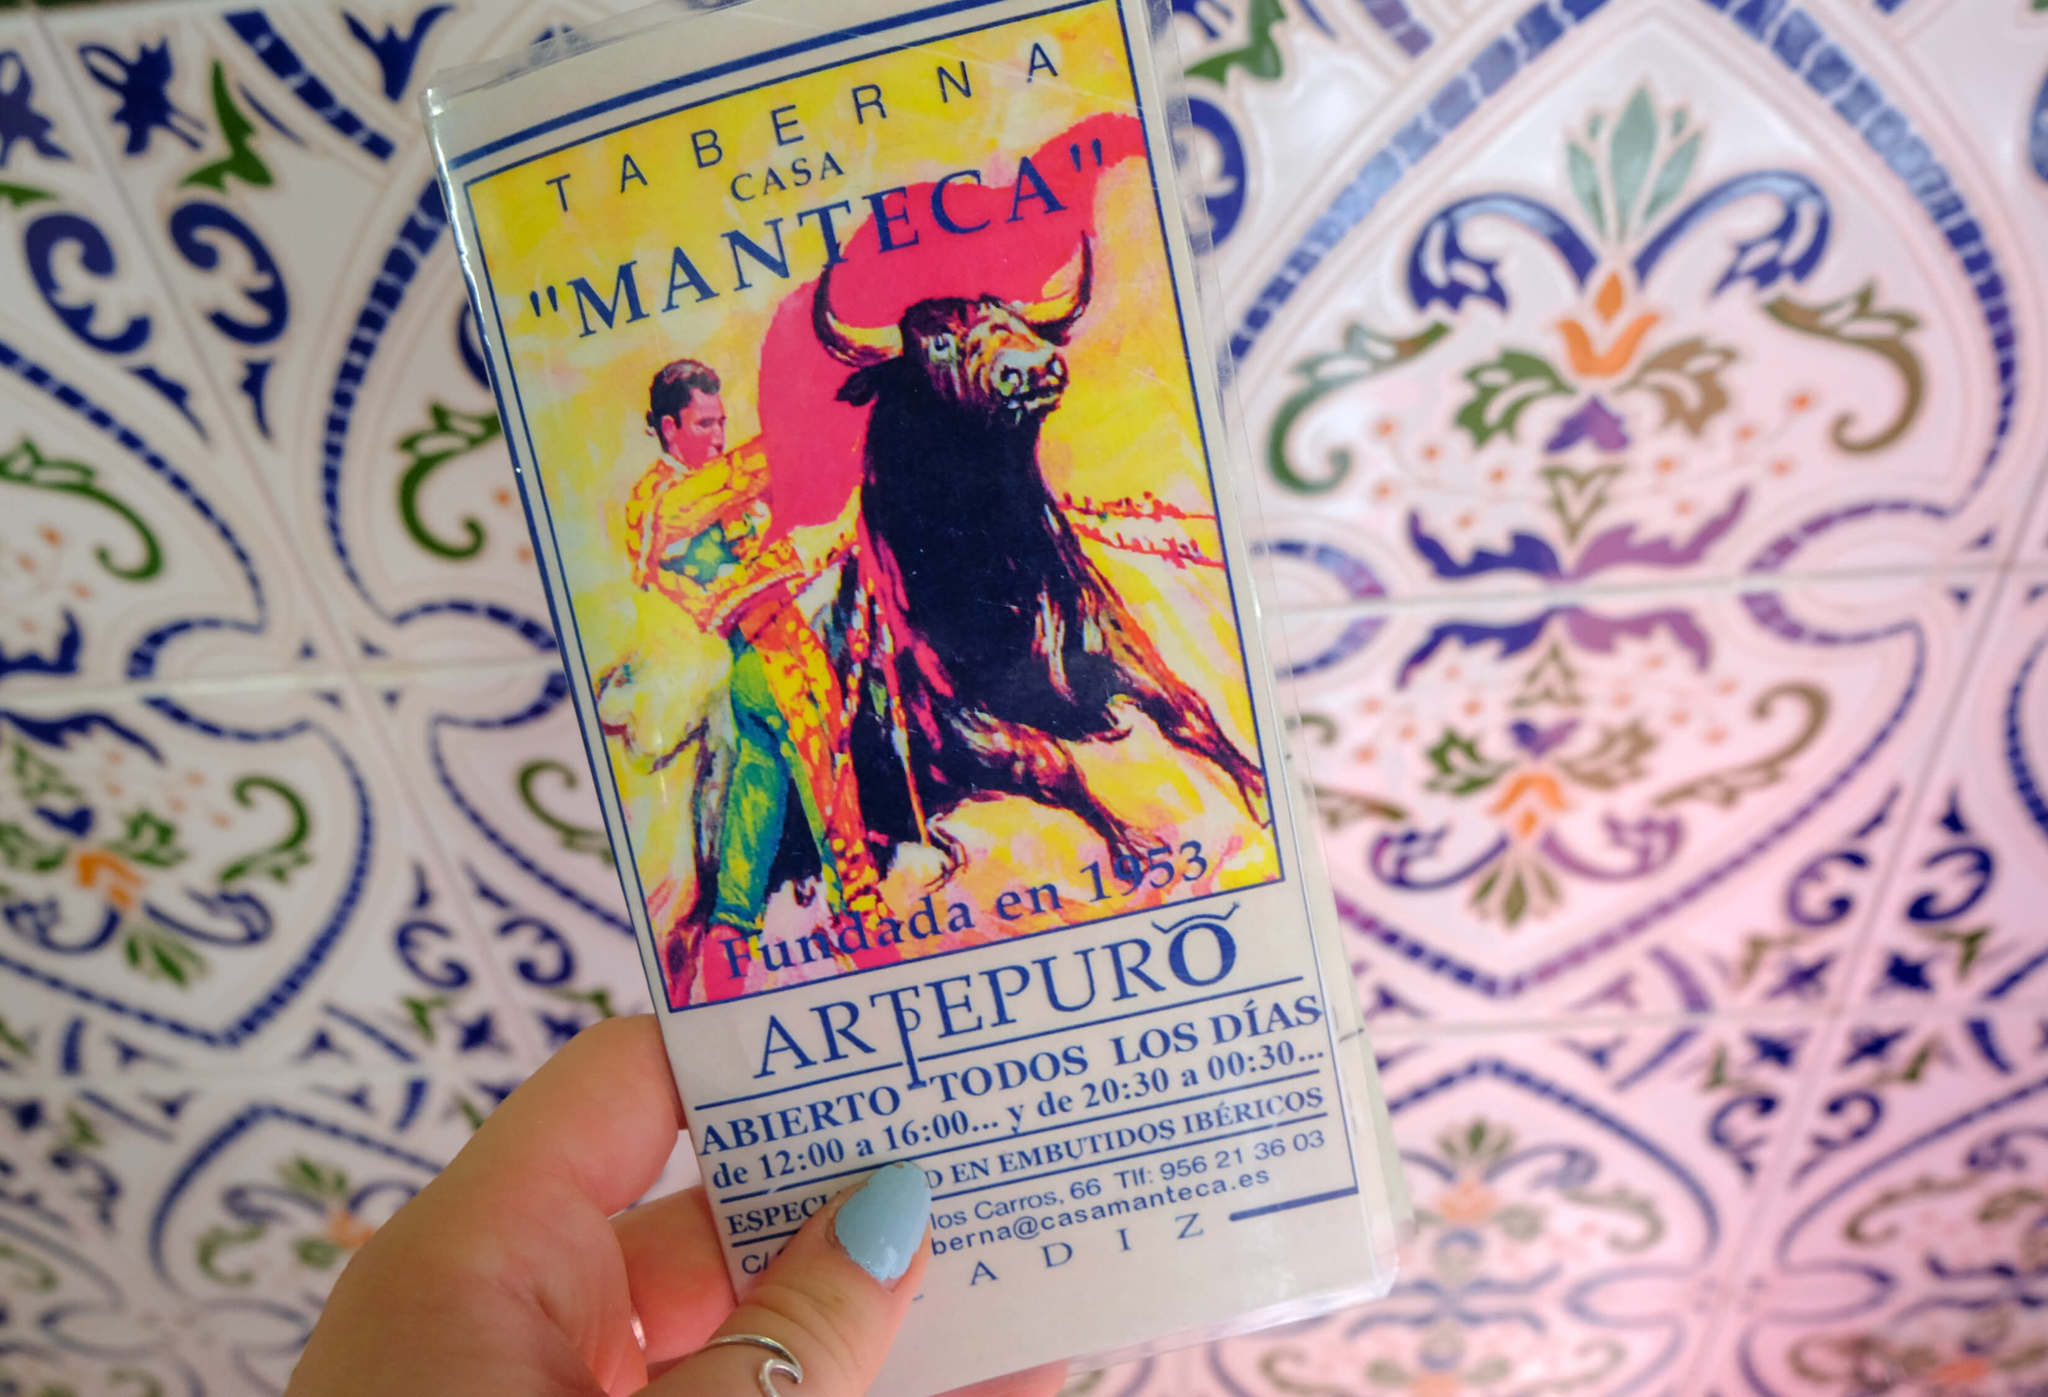 TABERNA
CASA
"MANTECA"
Fundada en 1953
ARTEPURO
ABIERTO TODOS LOS DÍAS
de 12:00 a 16:00... y de 20:30 a 00:30...
EN EMBUTIDOS IBÉRICOS
C/ los Carros, 66 Tlf: 956 21 36 03
berna@casamanteca.es
ADIZ